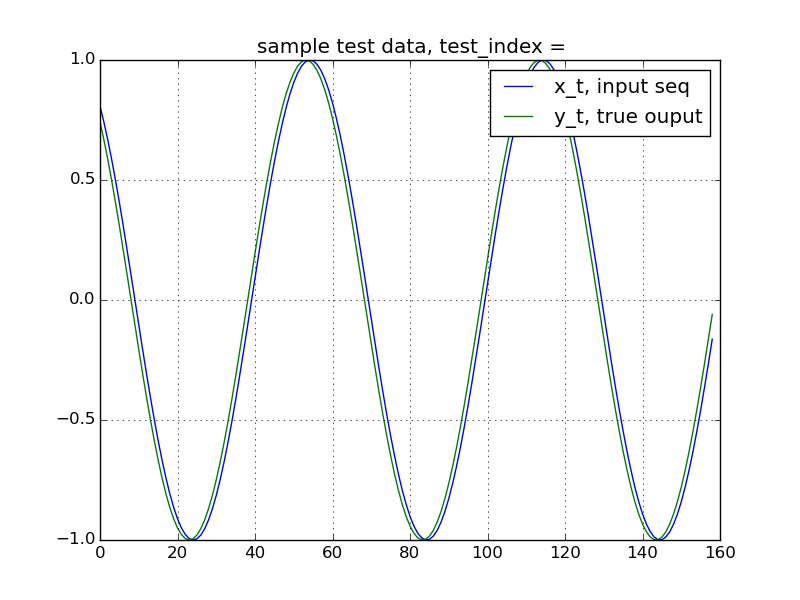 sample test data, test_index =
x_t, input seq
y_t, true ouput
1.0
0.5
0.0
−0.5
−1.0
0 20 40 60 80 100 120 140 160